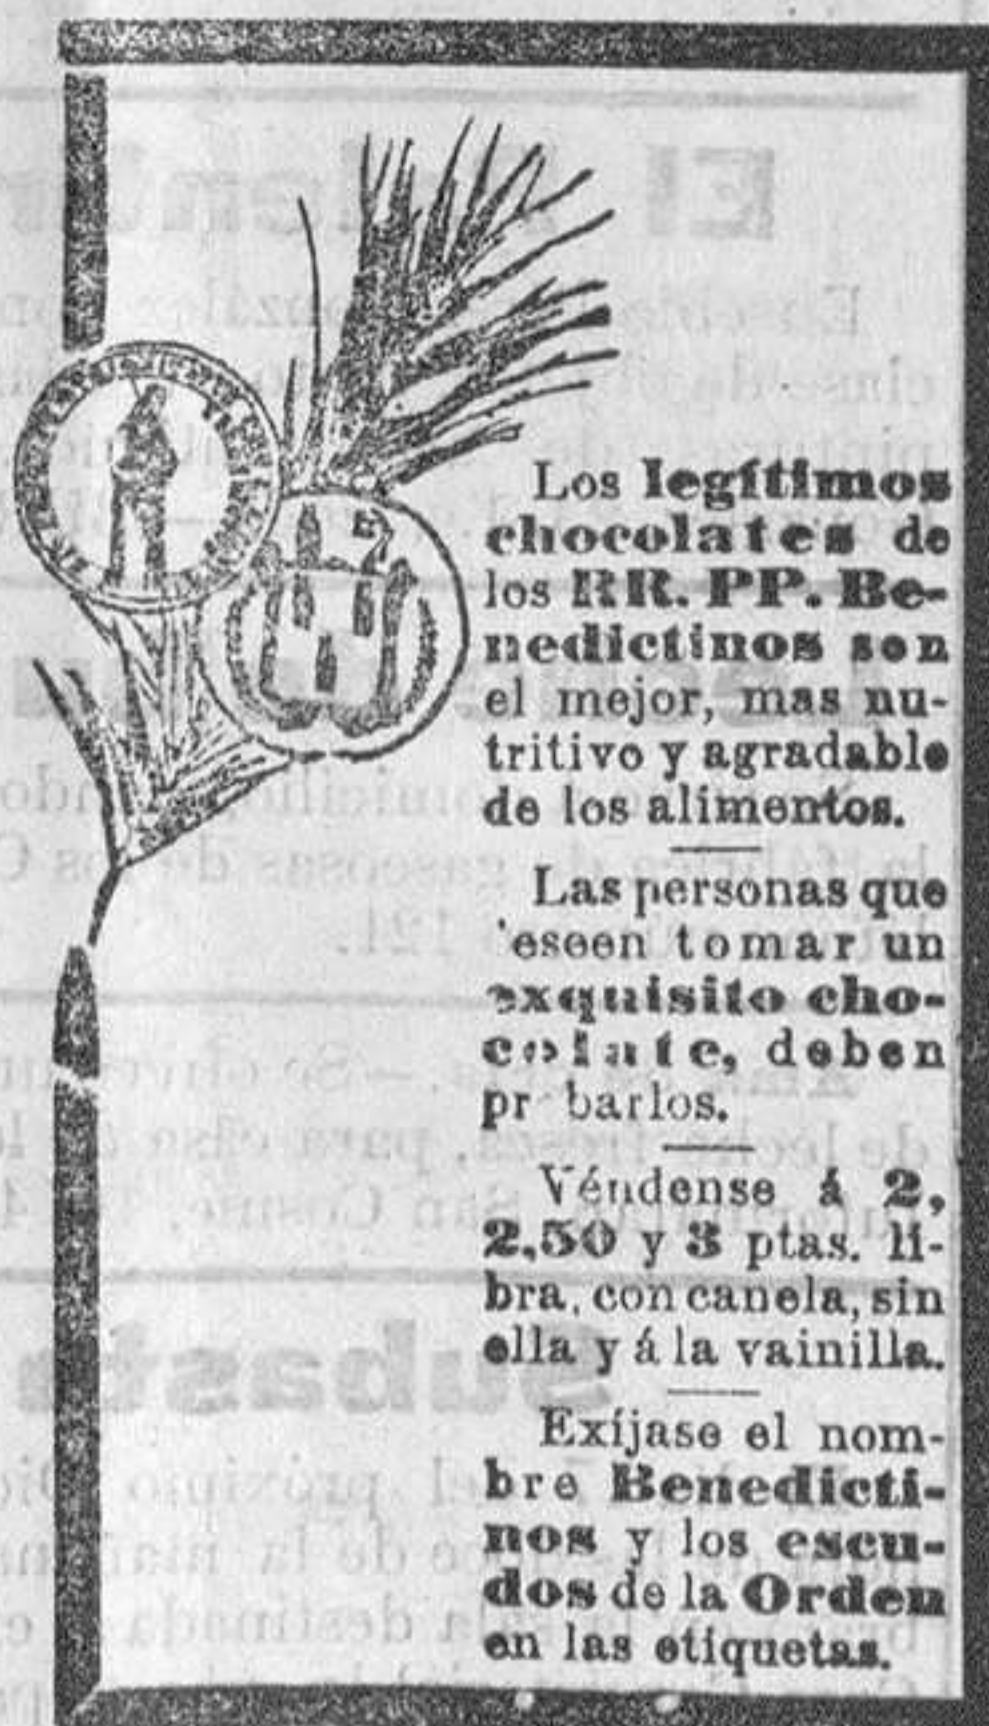 Los legítimos
chocolates de
los RR. PP. Be-
nedictinos son
el mejor, mas nu-
tritivo y agradable
de los alimentos.
Las personas que
eseen tomar un
exquisito cho-
colate, deben
pr barlos.
Véndense á 2,
2,50 y 3 ptas. li-
bra, con canela, sin
ella y á la vainilla.
Exíjase el nom-
bre Benedicti-
nos y los escu-
dos de la Orden
en las etiquetas.